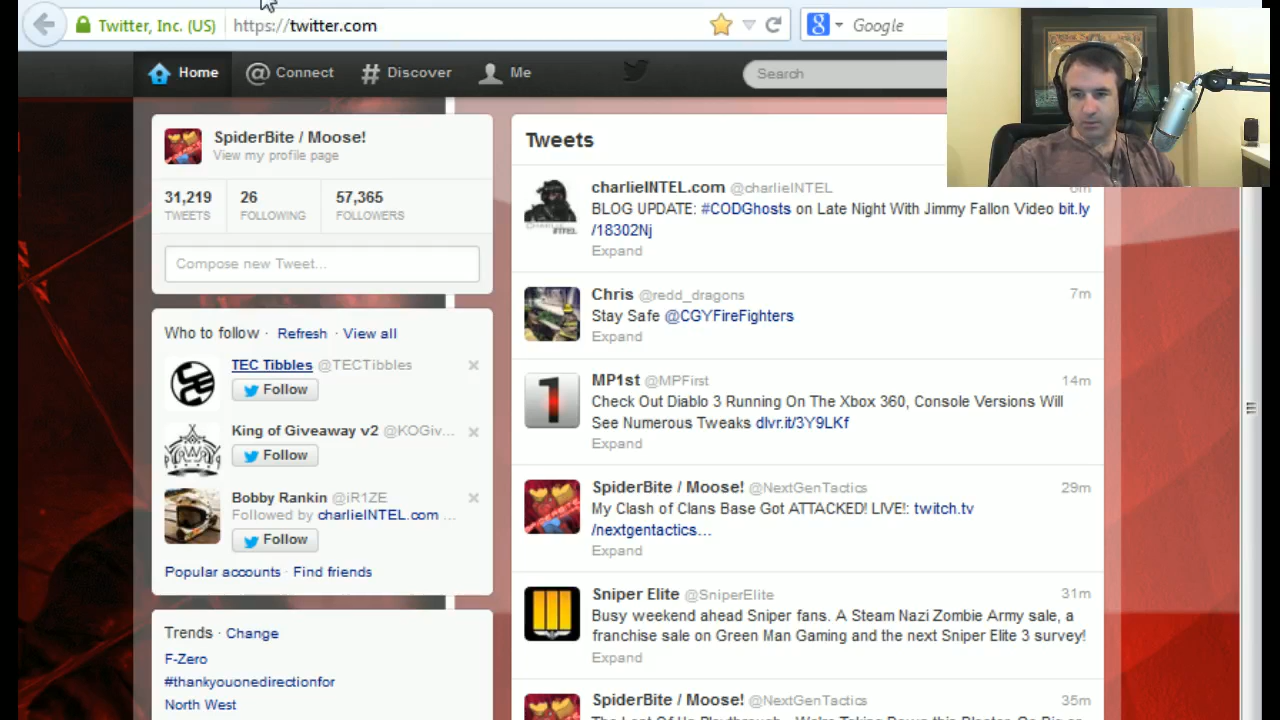 Twitter, Inc. (US) https://twitter.com Google
Home Connect Discover Me Search
SpiderBite / Moose!
View my profile page
31,219 26 57,365
TWEETS FOLLOWING FOLLOWERS
Compose new Tweet...
Who to follow · Refresh · View all
TEC Tibbles @TECTibbles
Follow
King of Giveaway v2 @KOGiv...
Follow
Bobby Rankin @iR1ZE
Followed by charlieINTEL.com ...
Follow
Popular accounts · Find friends
Trends · Change
F-Zero
#thankyouonedirectionfor
North West
Tweets
charlieINTEL.com @charlieINTEL
BLOG UPDATE: #CODGhosts on Late Night With Jimmy Fallon Video bit.ly
/18302Nj
Expand
Chris @redd_dragons 7m
Stay Safe @CGYFireFighters
Expand
MP1st @MPFirst 14m
Check Out Diablo 3 Running On The Xbox 360, Console Versions Will
See Numerous Tweaks dlvr.it/3Y9LKf
Expand
SpiderBite / Moose! @NextGenTactics 29m
My Clash of Clans Base Got ATTACKED! LIVE!: twitch.tv
/nextgentactics...
Expand
Sniper Elite @SniperElite 31m
Busy weekend ahead Sniper fans. A Steam Nazi Zombie Army sale, a
franchise sale on Green Man Gaming and the next Sniper Elite 3 survey!
Expand
SpiderBite / Moose! @NextGenTactics 35m